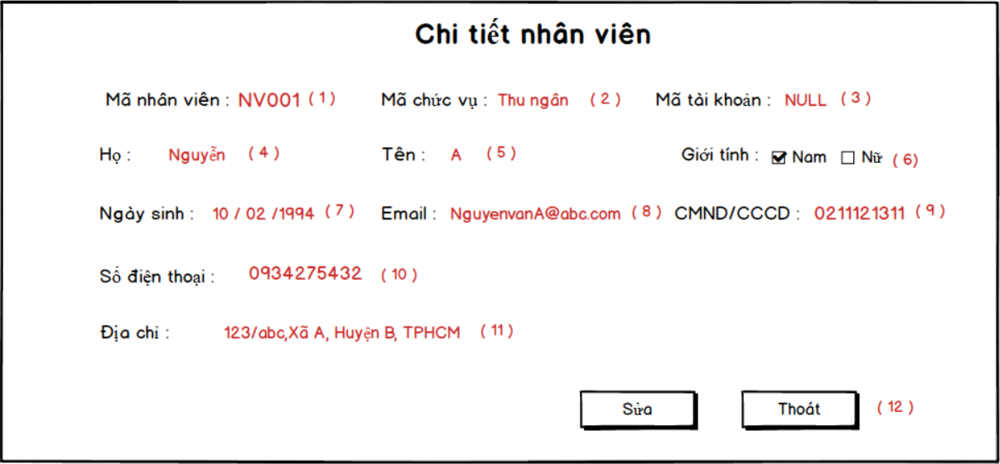 Chi tiết nhân viên
Mã nhân viên : NV001 ( 1 ) Mã chức vụ : Thu ngân ( 2 ) Mã tài khoản : NULL ( 3 )
Họ : Nguyễn ( 4 ) Tên : A ( 5 ) Giới tính : Nam Nữ ( 6 )
Ngày sinh : 10 / 02 /1994 ( 7 ) Email : NguyenvanA@abc.com ( 8 ) CMND/CCCD : 0211121311 ( 9 )
Số điện thoại : 0934275432 ( 10 )
Địa chỉ : 123/abc,Xã A, Huyện B, TPHCM ( 11 )
Sửa Thoát ( 12 )